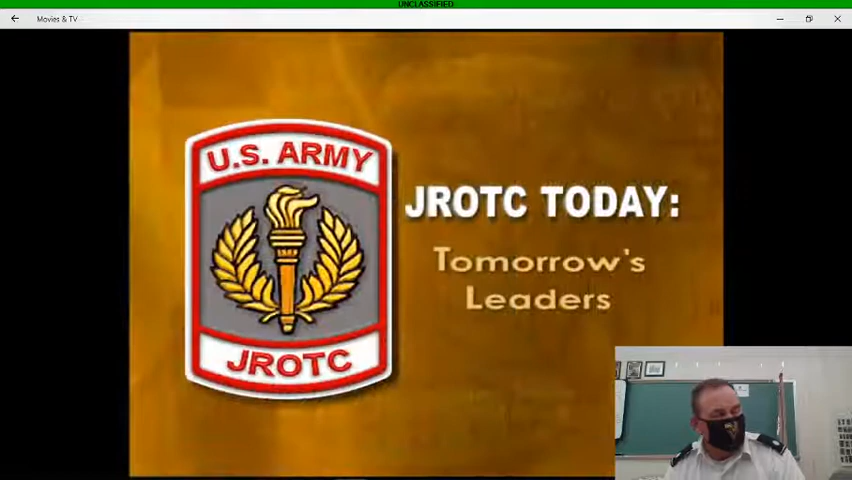 UNCLASSIFIED
Movies & TV
U.S. ARMY
JROTC
JROTC TODAY:
Tomorrow's
Leaders